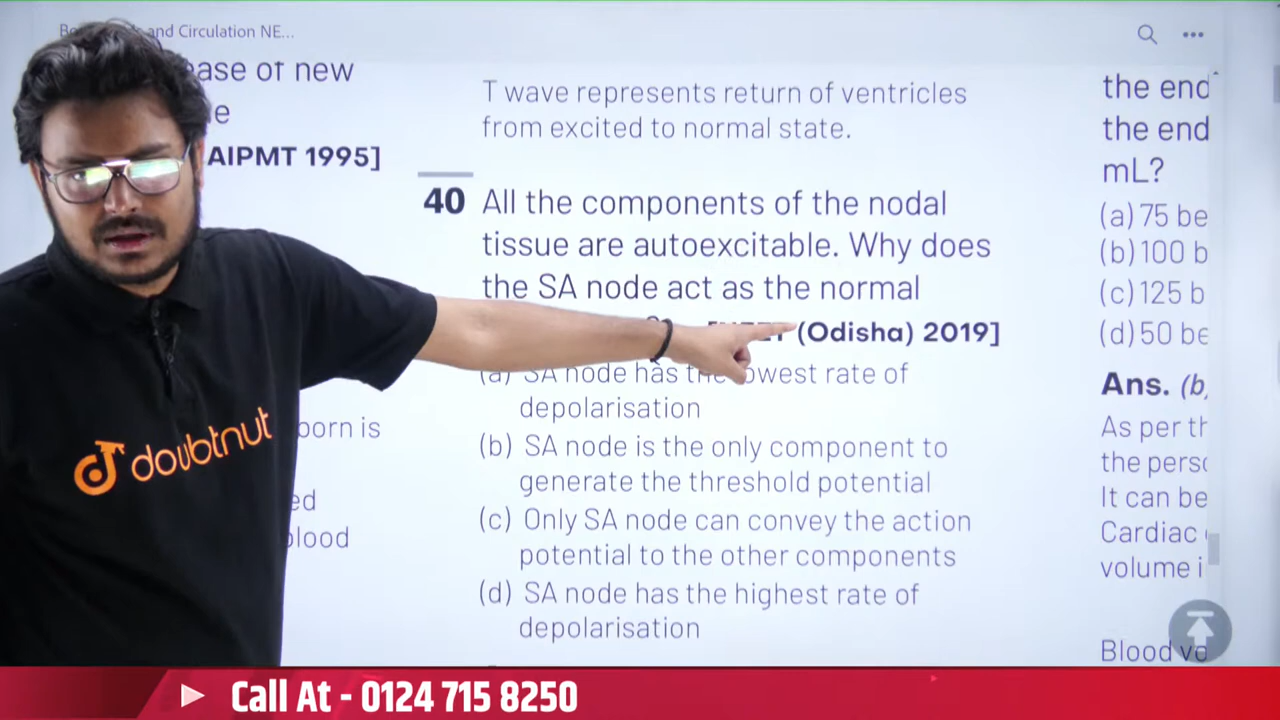 and Circulation NE...
ease of new
AIPMT 1995]
born is
blood
doubtnut
T wave represents return of ventricles
from excited to normal state.
40 All the components of the nodal
tissue are autoexcitable. Why does
the SA node act as the normal
(Odisha) 2019]
(a) SA node has the lowest rate of
depolarisation
(b) SA node is the only component to
generate the threshold potential
(c) Only SA node can convey the action
potential to the other components
(d) SA node has the highest rate of
depolarisation
the end
the end
mL?
(a) 75 be
(b) 100 b
(c) 125 b
(d) 50 be
Ans. (b,
As per th
the perso
It can be
Cardiac
volume i
Blood vo
Call At - 0124 715 8250